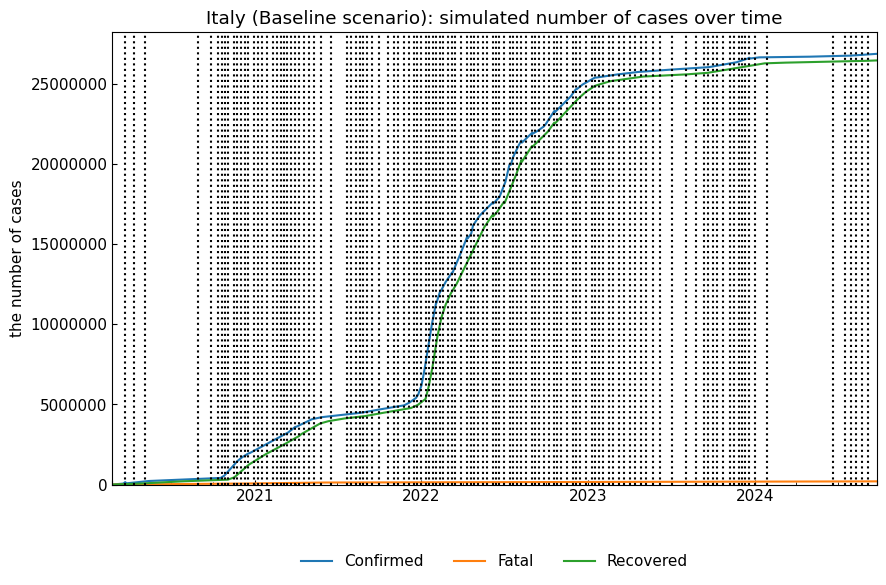 Italy (Baseline scenario): simulated number of cases over time
the number of cases
25000000
20000000
15000000
10000000
5000000
0
2021 2022 2023 2024
Confirmed Fatal Recovered